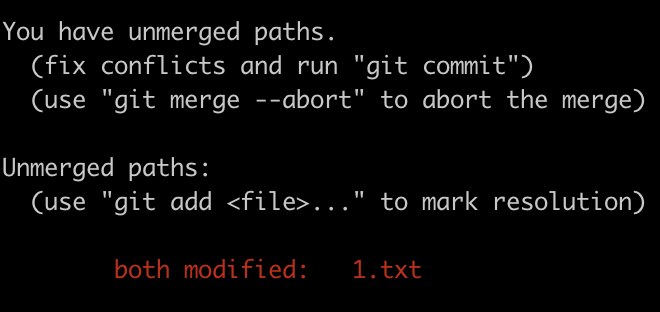 You have unmerged paths.
(fix conflicts and run "git commit")
(use "git merge --abort" to abort the merge)
Unmerged paths:
(use "git add <file>..." to mark resolution)
both modified: 1.txt